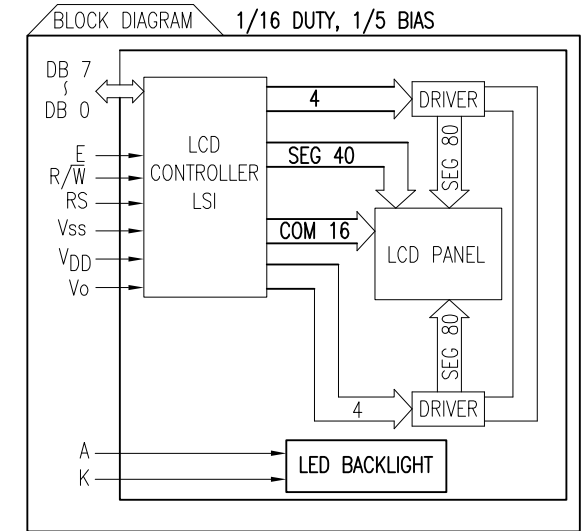 BLOCK DIAGRAM 1/16 DUTY, 1/5 BIAS
DB 7
∫
DB 0
E
R/W̅
RS
Vss
VDD
Vo
LCD
CONTROLLER
LSI
4
DRIVER
SEG 40
SEG 80
COM 16
LCD PANEL
SEG 80
4
DRIVER
A
K
LED BACKLIGHT